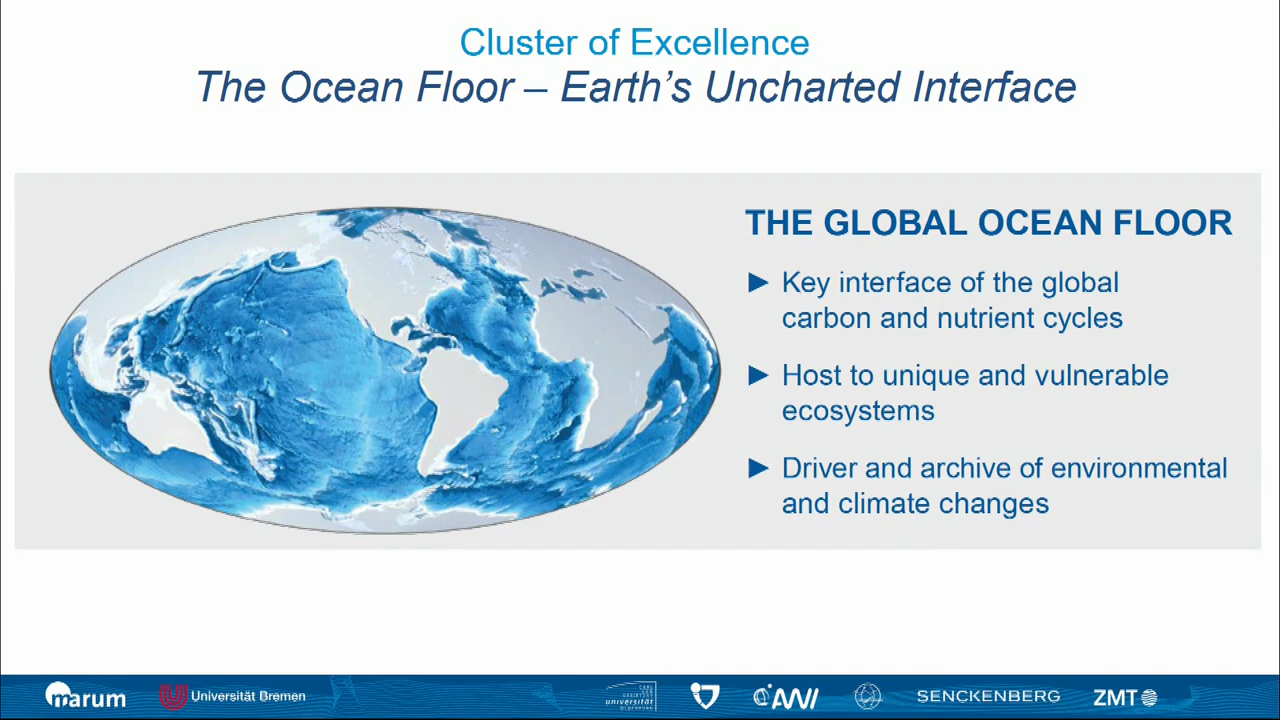 Cluster of Excellence
The Ocean Floor – Earth's Uncharted Interface
THE GLOBAL OCEAN FLOOR
► Key interface of the global
carbon and nutrient cycles
► Host to unique and vulnerable
ecosystems
► Driver and archive of environmental
and climate changes
marum
Universität Bremen
universität
AWI
SENCKENBERG
ZMT